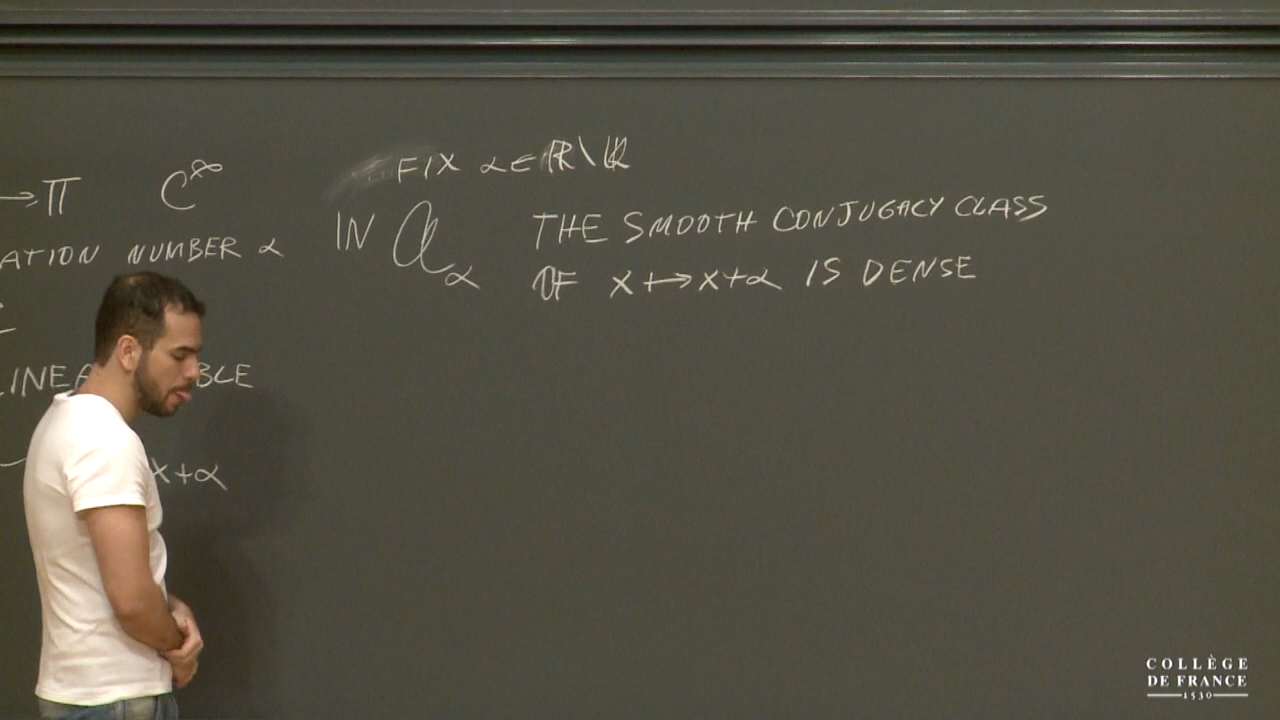 → Π C^∞
ATION NUMBER α
LINEA BLE
x+α
FIX α∈ℝ\ℚ
IN 𝒜_α THE SMOOTH CONJUGACY CLASS
OF x↦x+α IS DENSE
COLLÈGE
DE FRANCE
1530